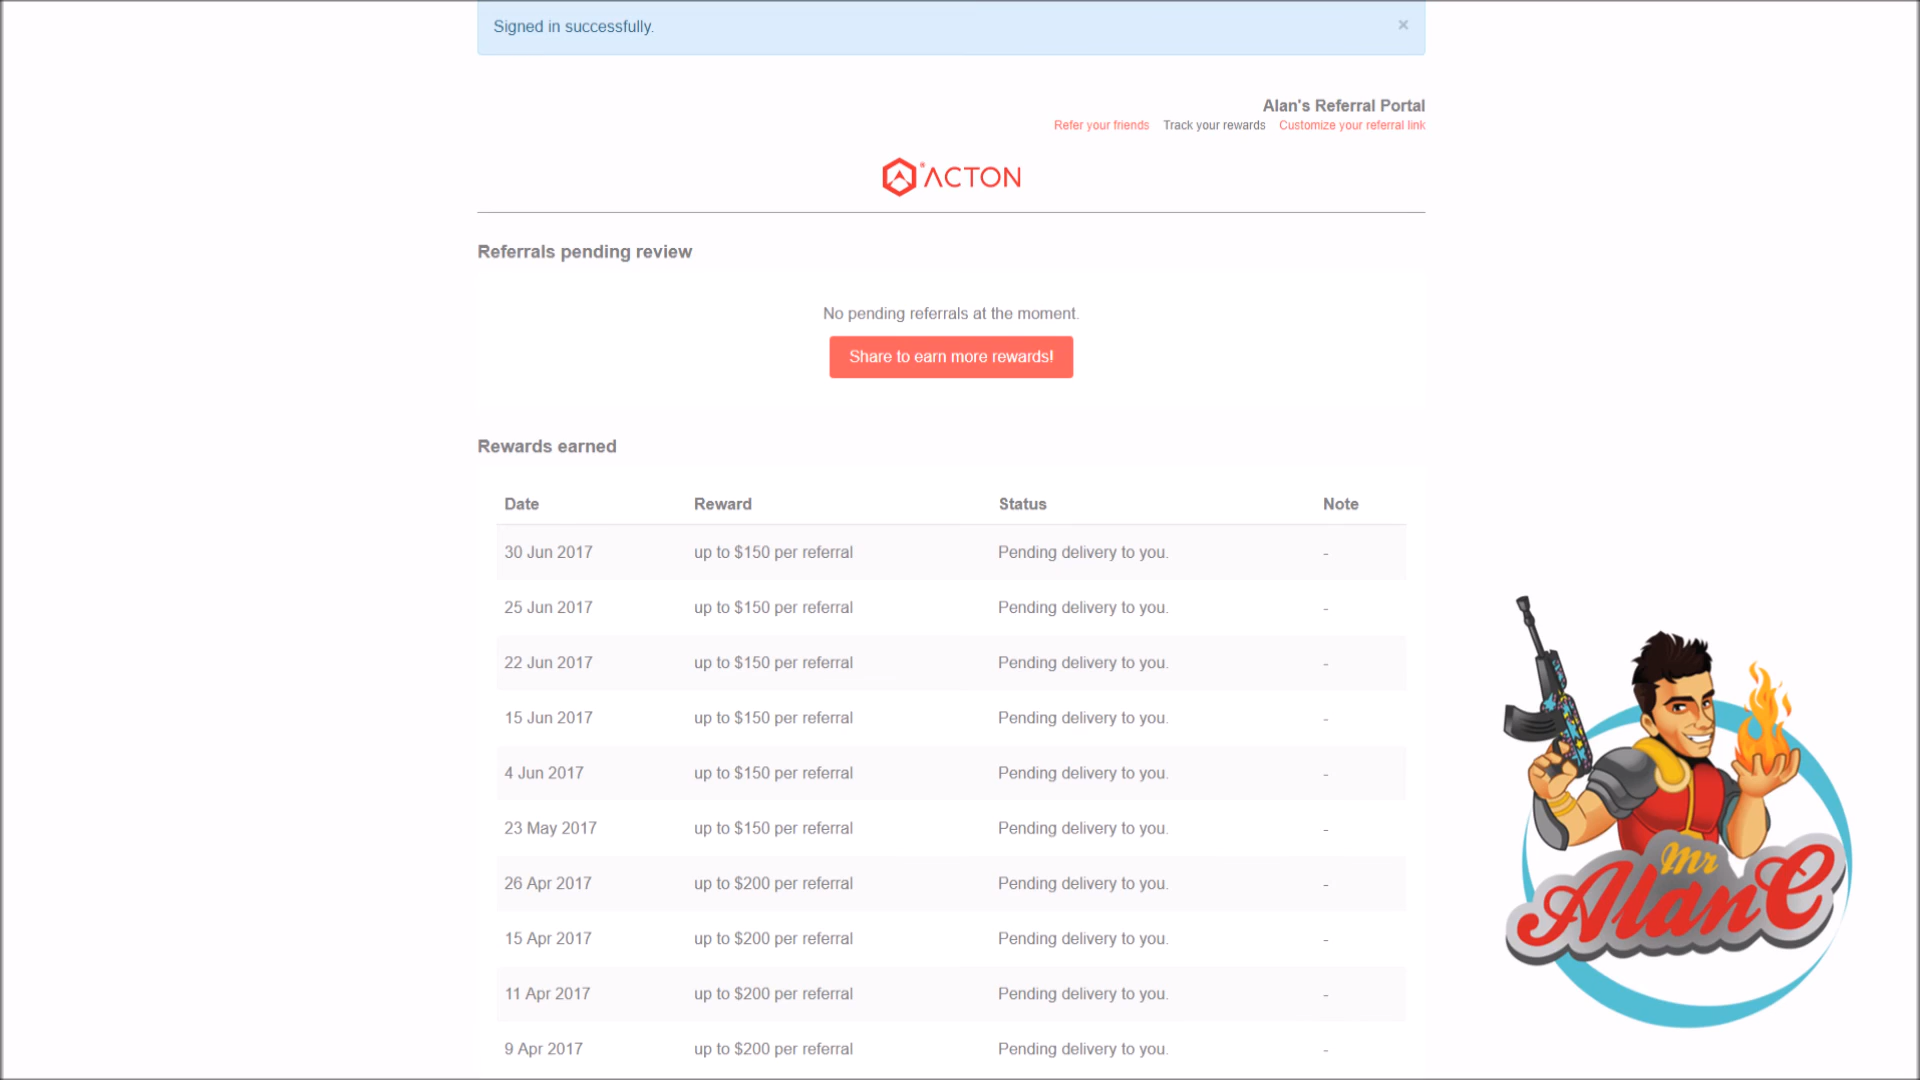 Signed in successfully. ×
Alan's Referral Portal
Refer your friends Track your rewards Customize your referral link
ACTON
Referrals pending review
No pending referrals at the moment.
Share to earn more rewards!
Rewards earned
Date Reward Status Note
30 Jun 2017 up to $150 per referral Pending delivery to you. -
25 Jun 2017 up to $150 per referral Pending delivery to you. -
22 Jun 2017 up to $150 per referral Pending delivery to you. -
15 Jun 2017 up to $150 per referral Pending delivery to you. -
4 Jun 2017 up to $150 per referral Pending delivery to you. -
23 May 2017 up to $150 per referral Pending delivery to you. -
26 Apr 2017 up to $200 per referral Pending delivery to you. -
15 Apr 2017 up to $200 per referral Pending delivery to you. -
11 Apr 2017 up to $200 per referral Pending delivery to you. -
9 Apr 2017 up to $200 per referral Pending delivery to you. -
Mr
AlanC